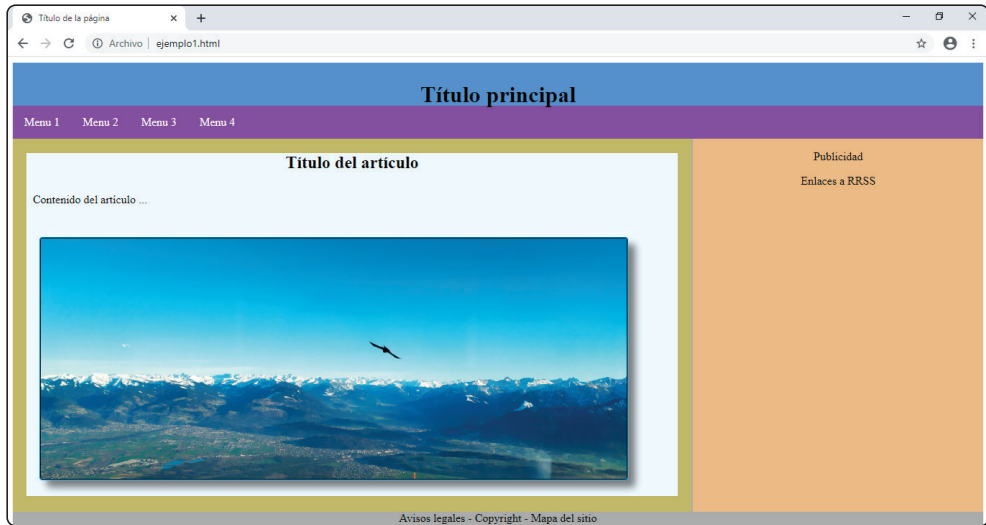 Título de la página
Archivo | ejemplo1.html
Título principal
Menu 1 Menu 2 Menu 3 Menu 4
Título del artículo
Contenido del artículo ...
Publicidad
Enlaces a RRSS
Avisos legales - Copyright - Mapa del sitio